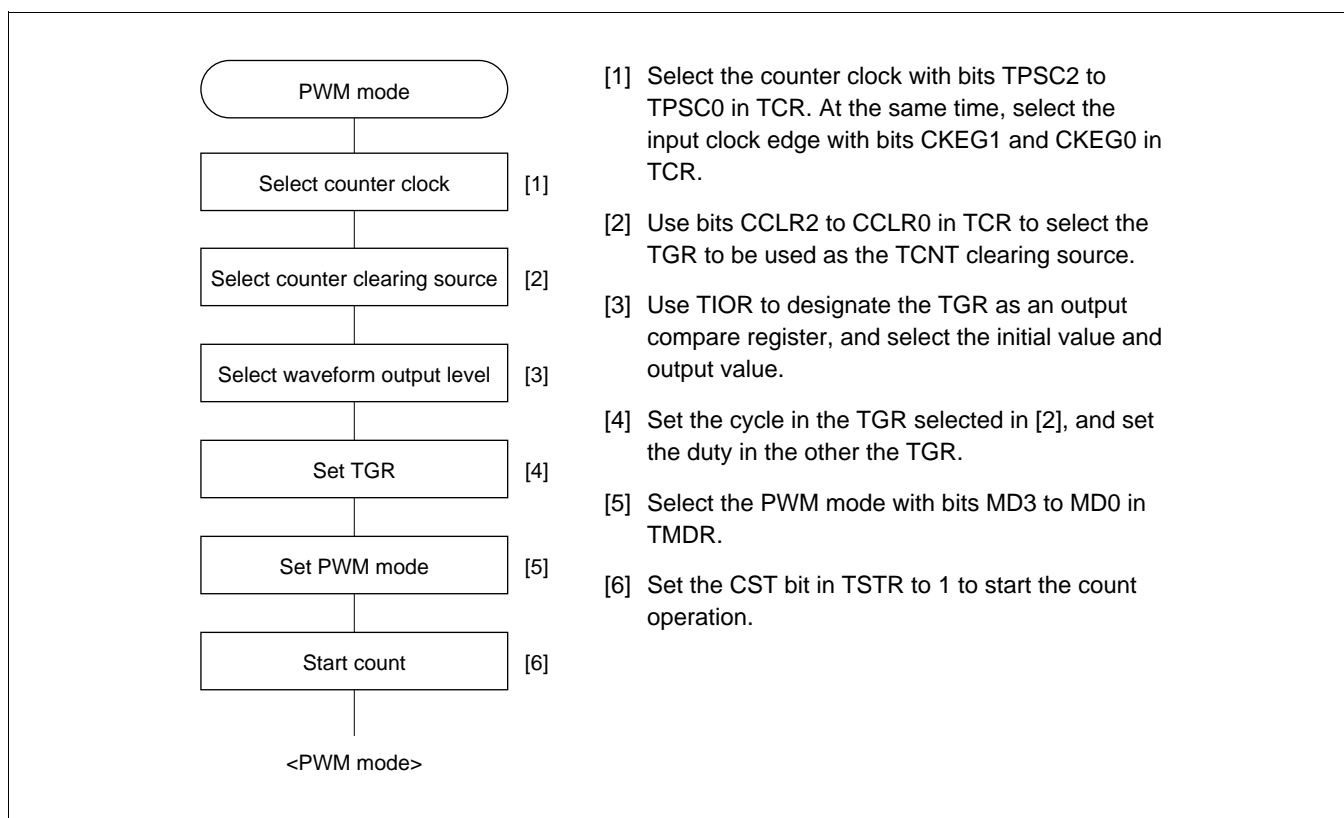 PWM mode
Select counter clock [1]
Select counter clearing source [2]
Select waveform output level [3]
Set TGR [4]
Set PWM mode [5]
Start count [6]
<PWM mode>
[1] Select the counter clock with bits TPSC2 to
TPSC0 in TCR. At the same time, select the
input clock edge with bits CKEG1 and CKEG0 in
TCR.
[2] Use bits CCLR2 to CCLR0 in TCR to select the
TGR to be used as the TCNT clearing source.
[3] Use TIOR to designate the TGR as an output
compare register, and select the initial value and
output value.
[4] Set the cycle in the TGR selected in [2], and set
the duty in the other the TGR.
[5] Select the PWM mode with bits MD3 to MD0 in
TMDR.
[6] Set the CST bit in TSTR to 1 to start the count
operation.